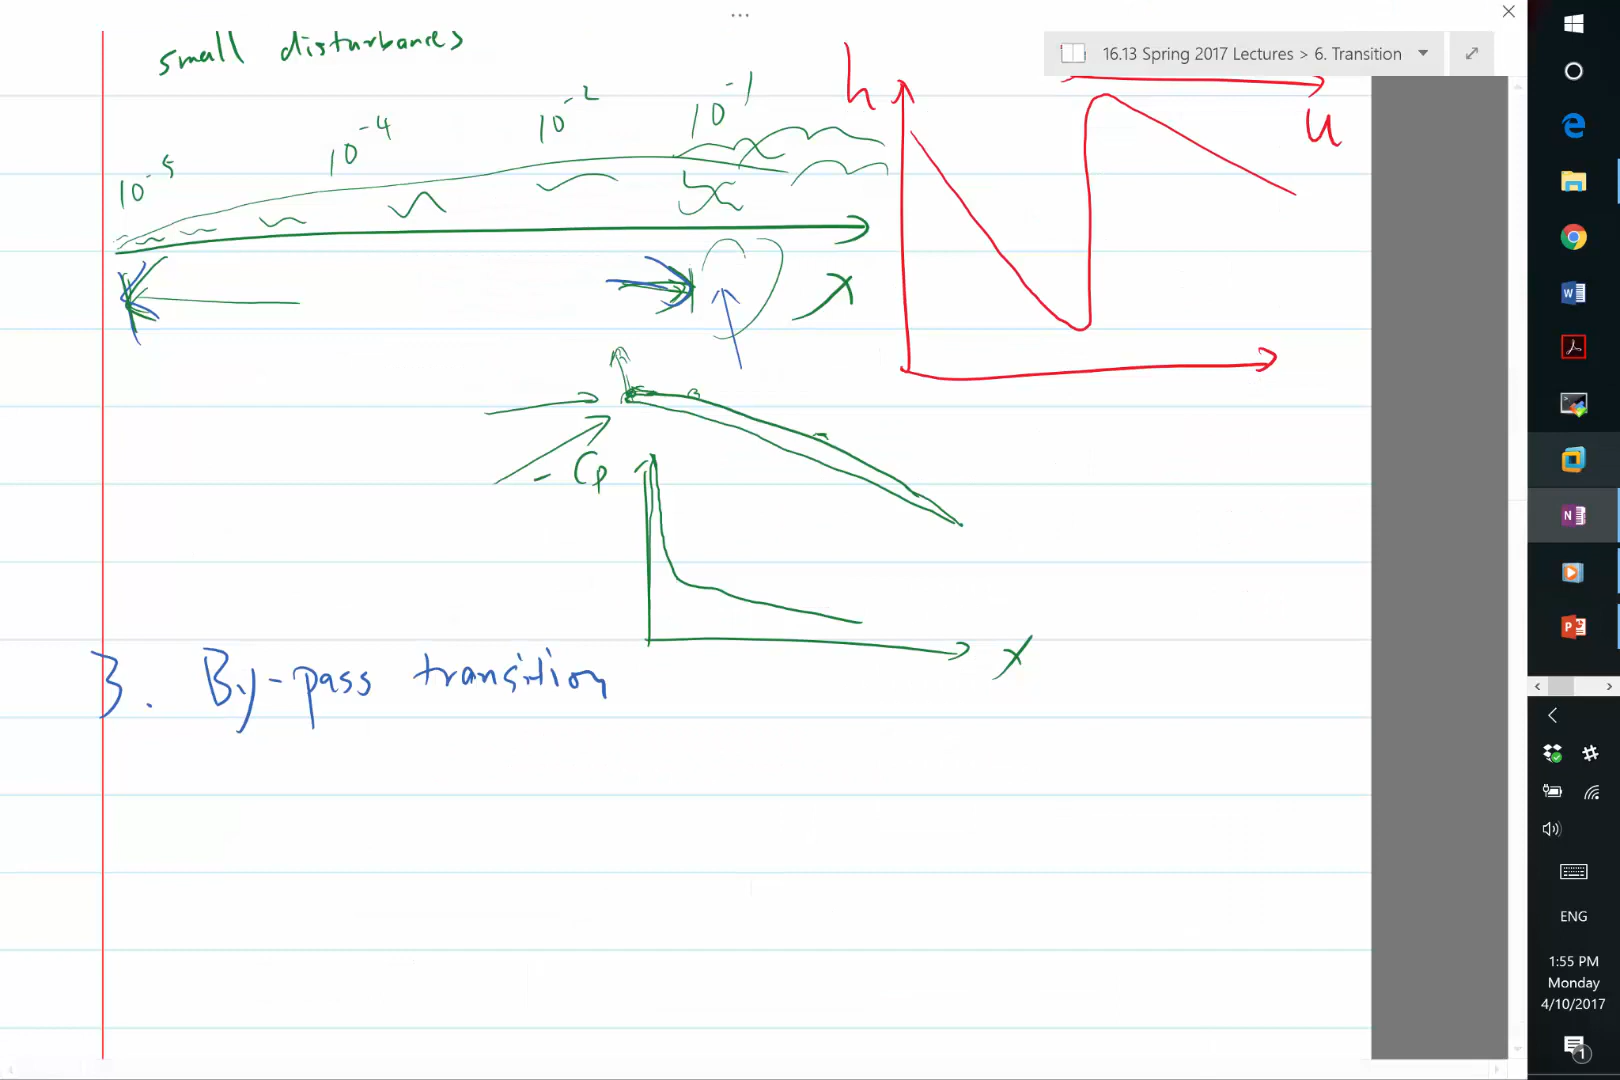 small disturbances
16.13 Spring 2017 Lectures > 6. Transition
h
u
10^-5
10^-4
10^-2
10^-1
x
- Cp
x
3. By-pass transition
ENG
1:55 PM
Monday
4/10/2017
1